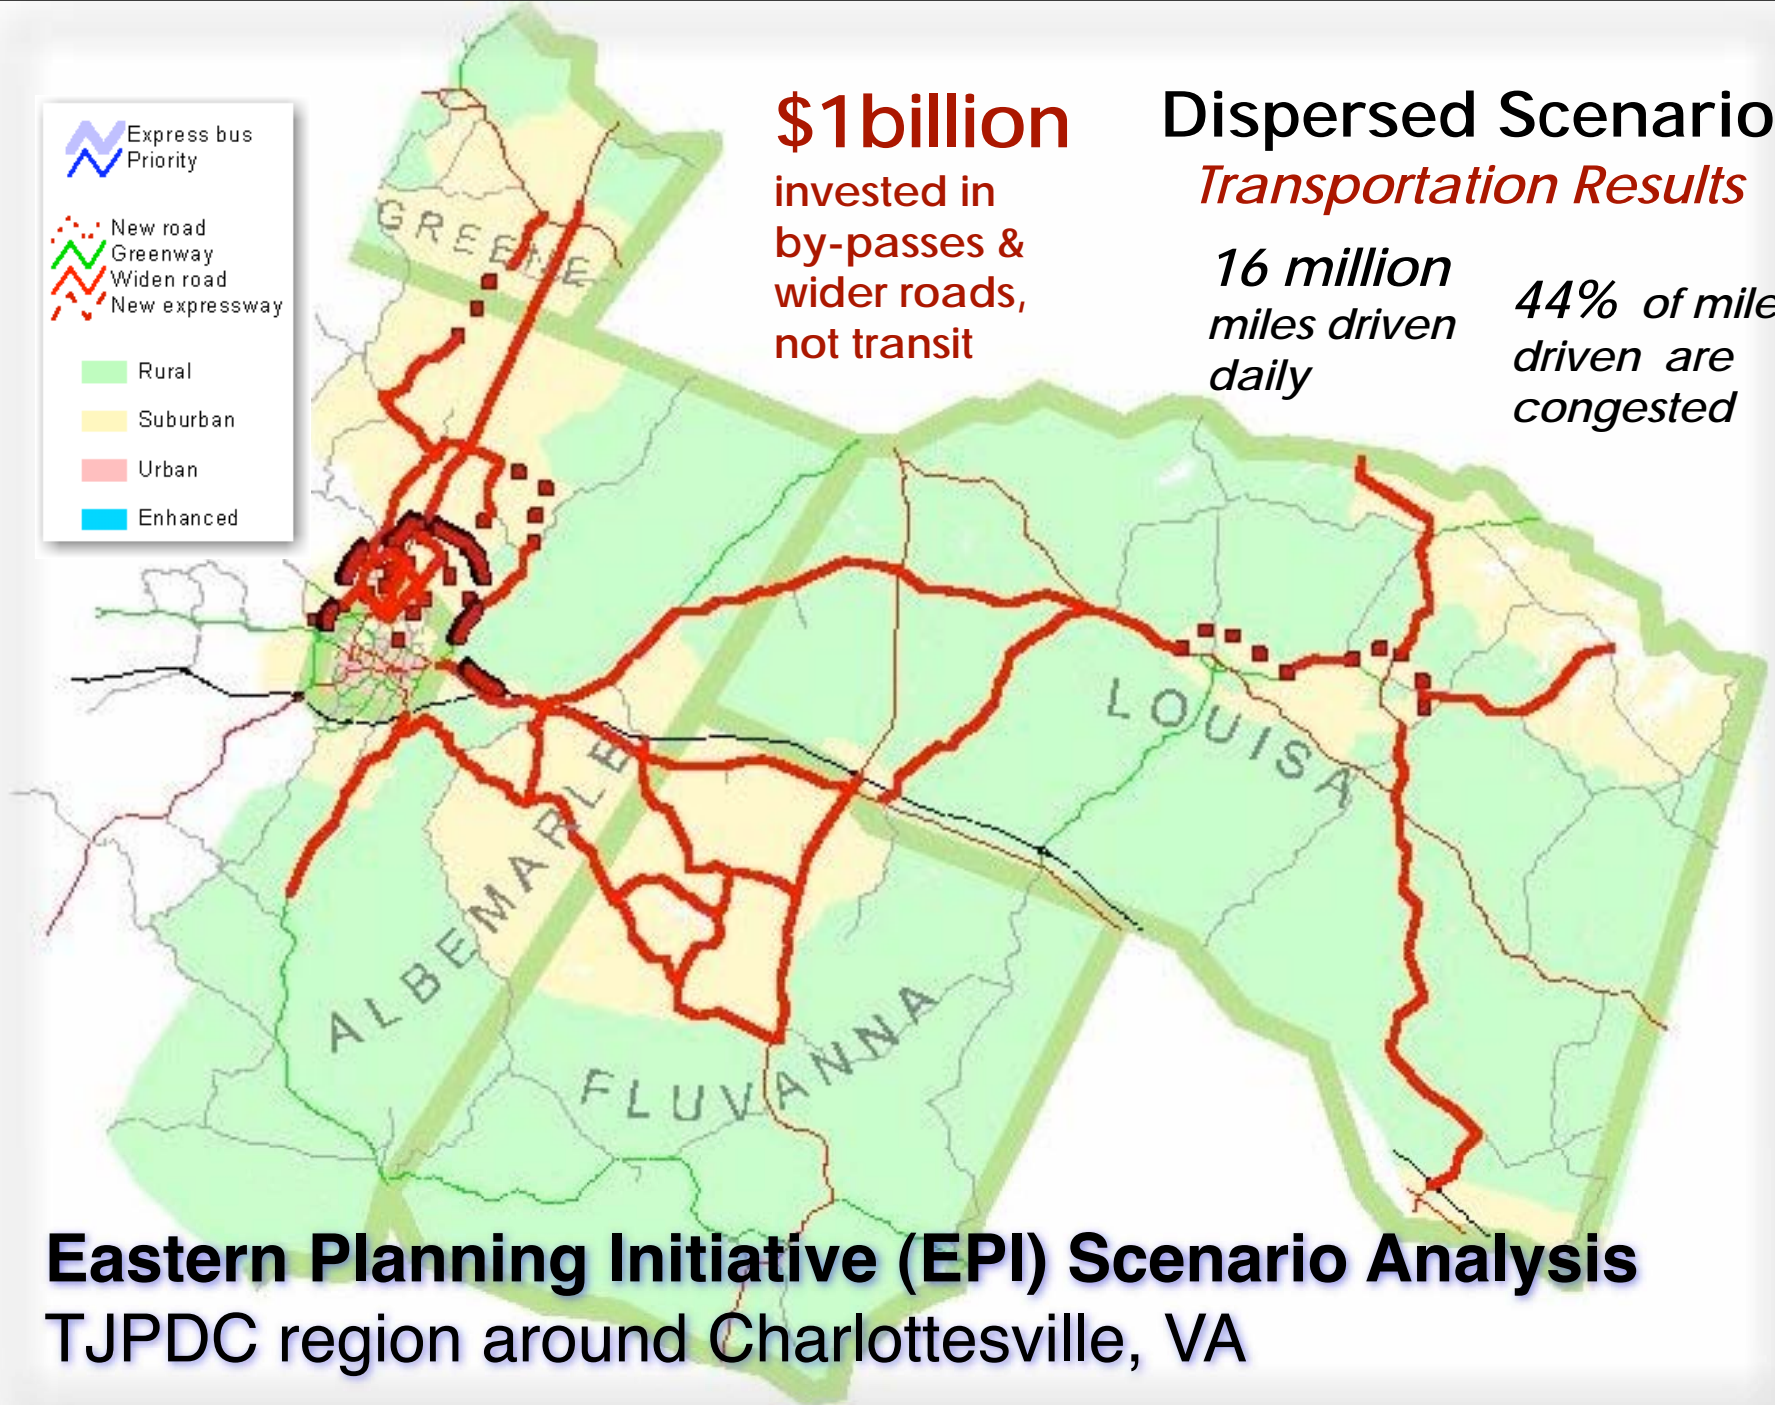 Express bus
Priority
New road
Greenway
Widen road
New expressway
Rural
Suburban
Urban
Enhanced
$1billion
invested in
by-passes &
wider roads,
not transit
Dispersed Scenario
Transportation Results
16 million
miles driven
daily
44% of mile
driven are
congested
GREENE
LOUISA
ALBEMARLE
FLUVANNA
Eastern Planning Initiative (EPI) Scenario Analysis
TJPDC region around Charlottesville, VA